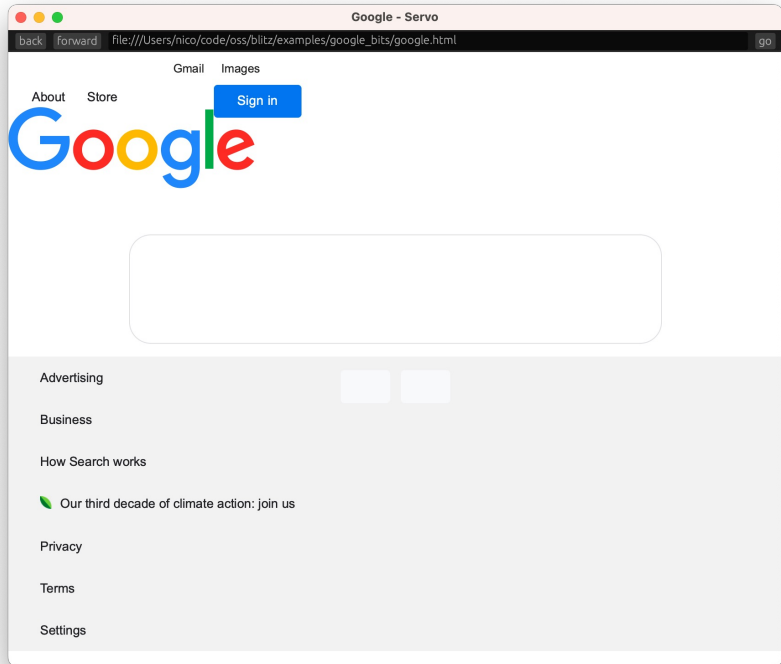 Google - Servo
back forward file:///Users/nico/code/oss/blitz/examples/google_bits/google.html go
Gmail Images
About Store Sign in
Google
Advertising
Business
How Search works
Our third decade of climate action: join us
Privacy
Terms
Settings